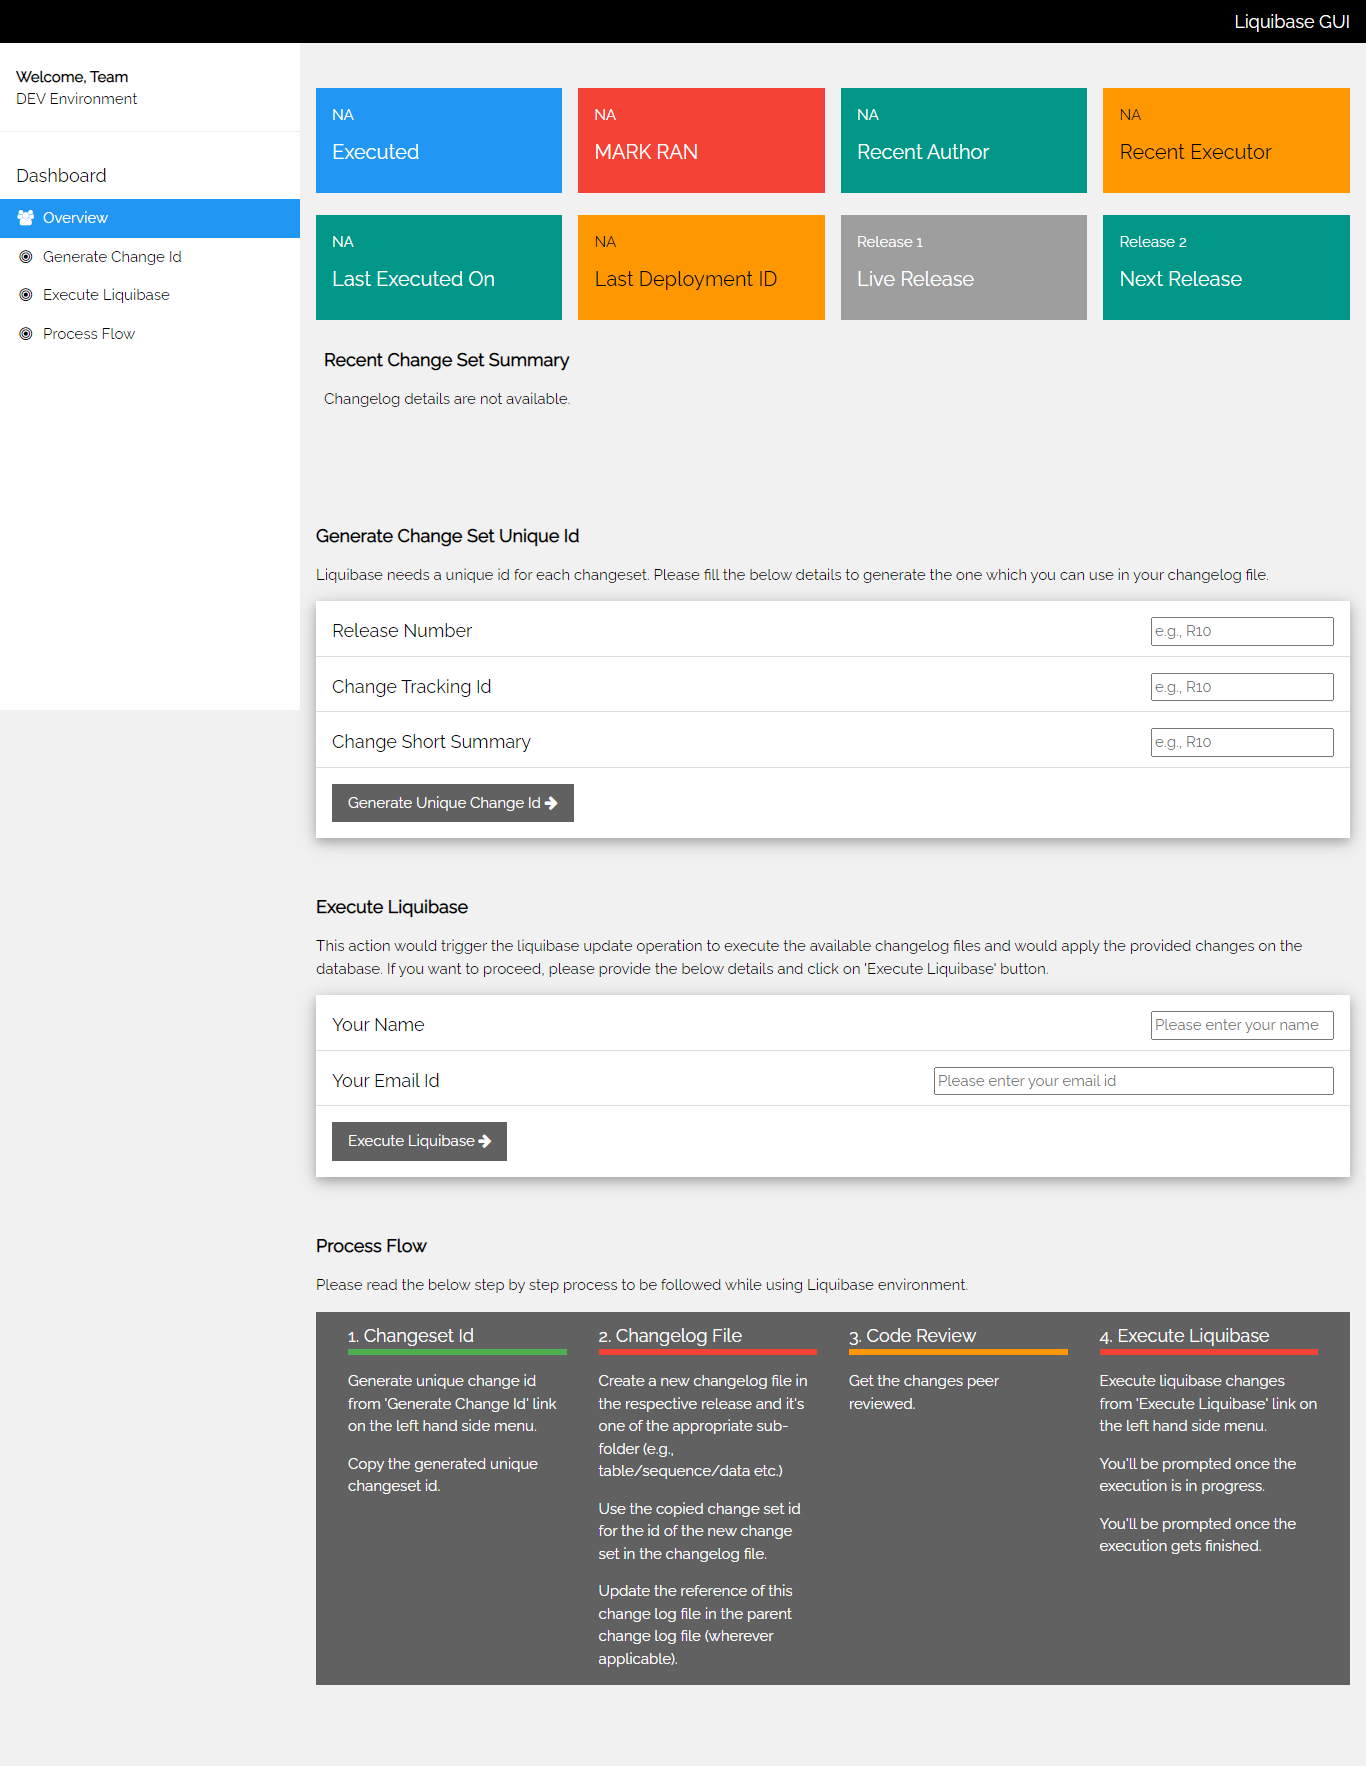 Liquibase GUI
Welcome, Team
DEV Environment
Dashboard
Overview
Generate Change Id
Execute Liquibase
Process Flow
NA
Executed
NA
MARK RAN
NA
Recent Author
NA
Recent Executor
NA
Last Executed On
NA
Last Deployment ID
Release 1
Live Release
Release 2
Next Release
Recent Change Set Summary
Changelog details are not available.
Generate Change Set Unique Id
Liquibase needs a unique id for each changeset. Please fill the below details to generate the one which you can use in your changelog file.
Release Number
e.g., R10
Change Tracking Id
e.g., R10
Change Short Summary
e.g., R10
Generate Unique Change Id
Execute Liquibase
This action would trigger the liquibase update operation to execute the available changelog files and would apply the provided changes on the
database. If you want to proceed, please provide the below details and click on 'Execute Liquibase' button.
Your Name
Please enter your name
Your Email Id
Please enter your email id
Execute Liquibase
Process Flow
Please read the below step by step process to be followed while using Liquibase environment.
1. Changeset Id
Generate unique change id
from 'Generate Change Id' link
on the left hand side menu.
Copy the generated unique
changeset id.
2. Changelog File
Create a new changelog file in
the respective release and it's
one of the appropriate sub-
folder (e.g.,
table/sequence/data etc.)
Use the copied change set id
for the id of the new change
set in the changelog file.
Update the reference of this
change log file in the parent
change log file (wherever
applicable).
3. Code Review
Get the changes peer
reviewed.
4. Execute Liquibase
Execute liquibase changes
from 'Execute Liquibase' link on
the left hand side menu.
You'll be prompted once the
execution is in progress.
You'll be prompted once the
execution gets finished.